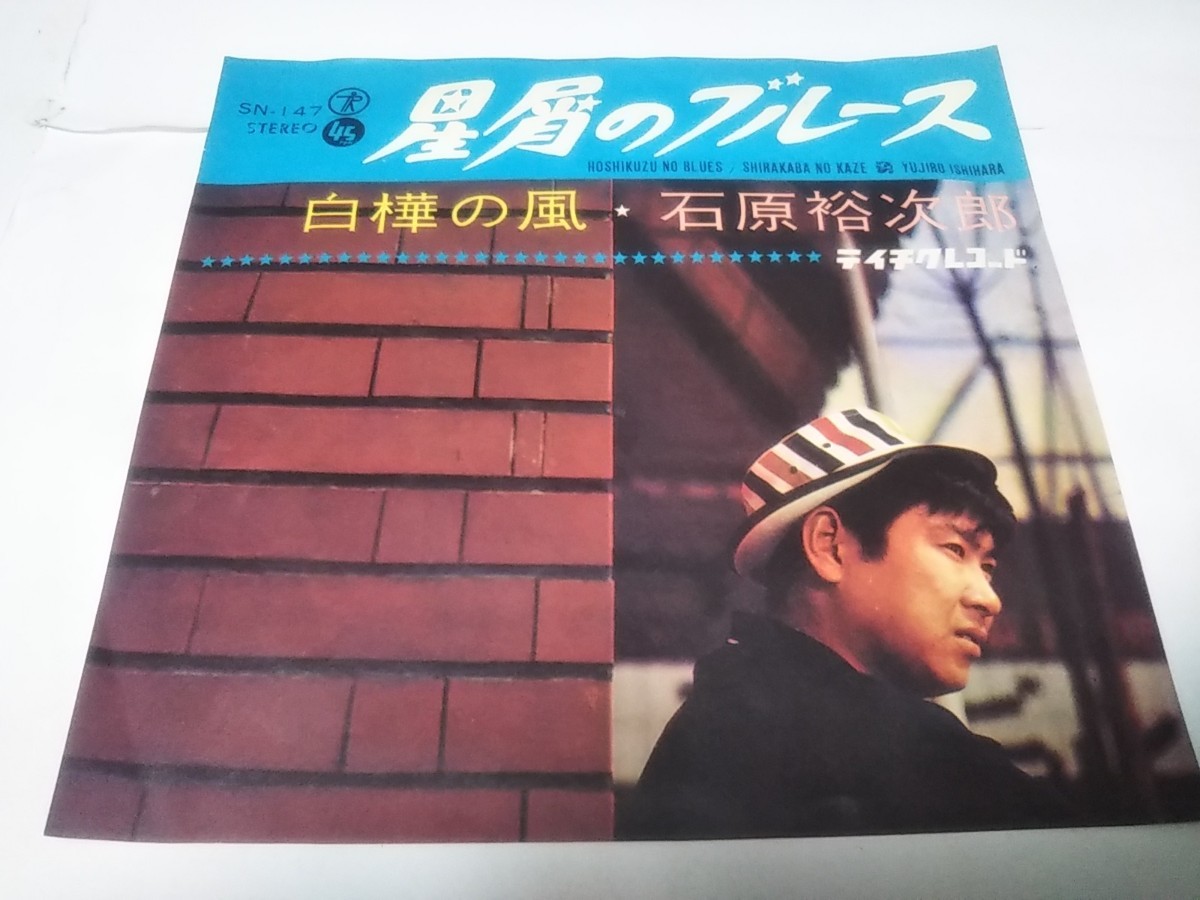 SN-147
STEREO 45
星屑のブルース
HOSHIKUZU NO BLUES / SHIRAKABA NO KAZE YUJIRO ISHIHARA
白樺の風 ★ 石原裕次郎
テイチクレコード